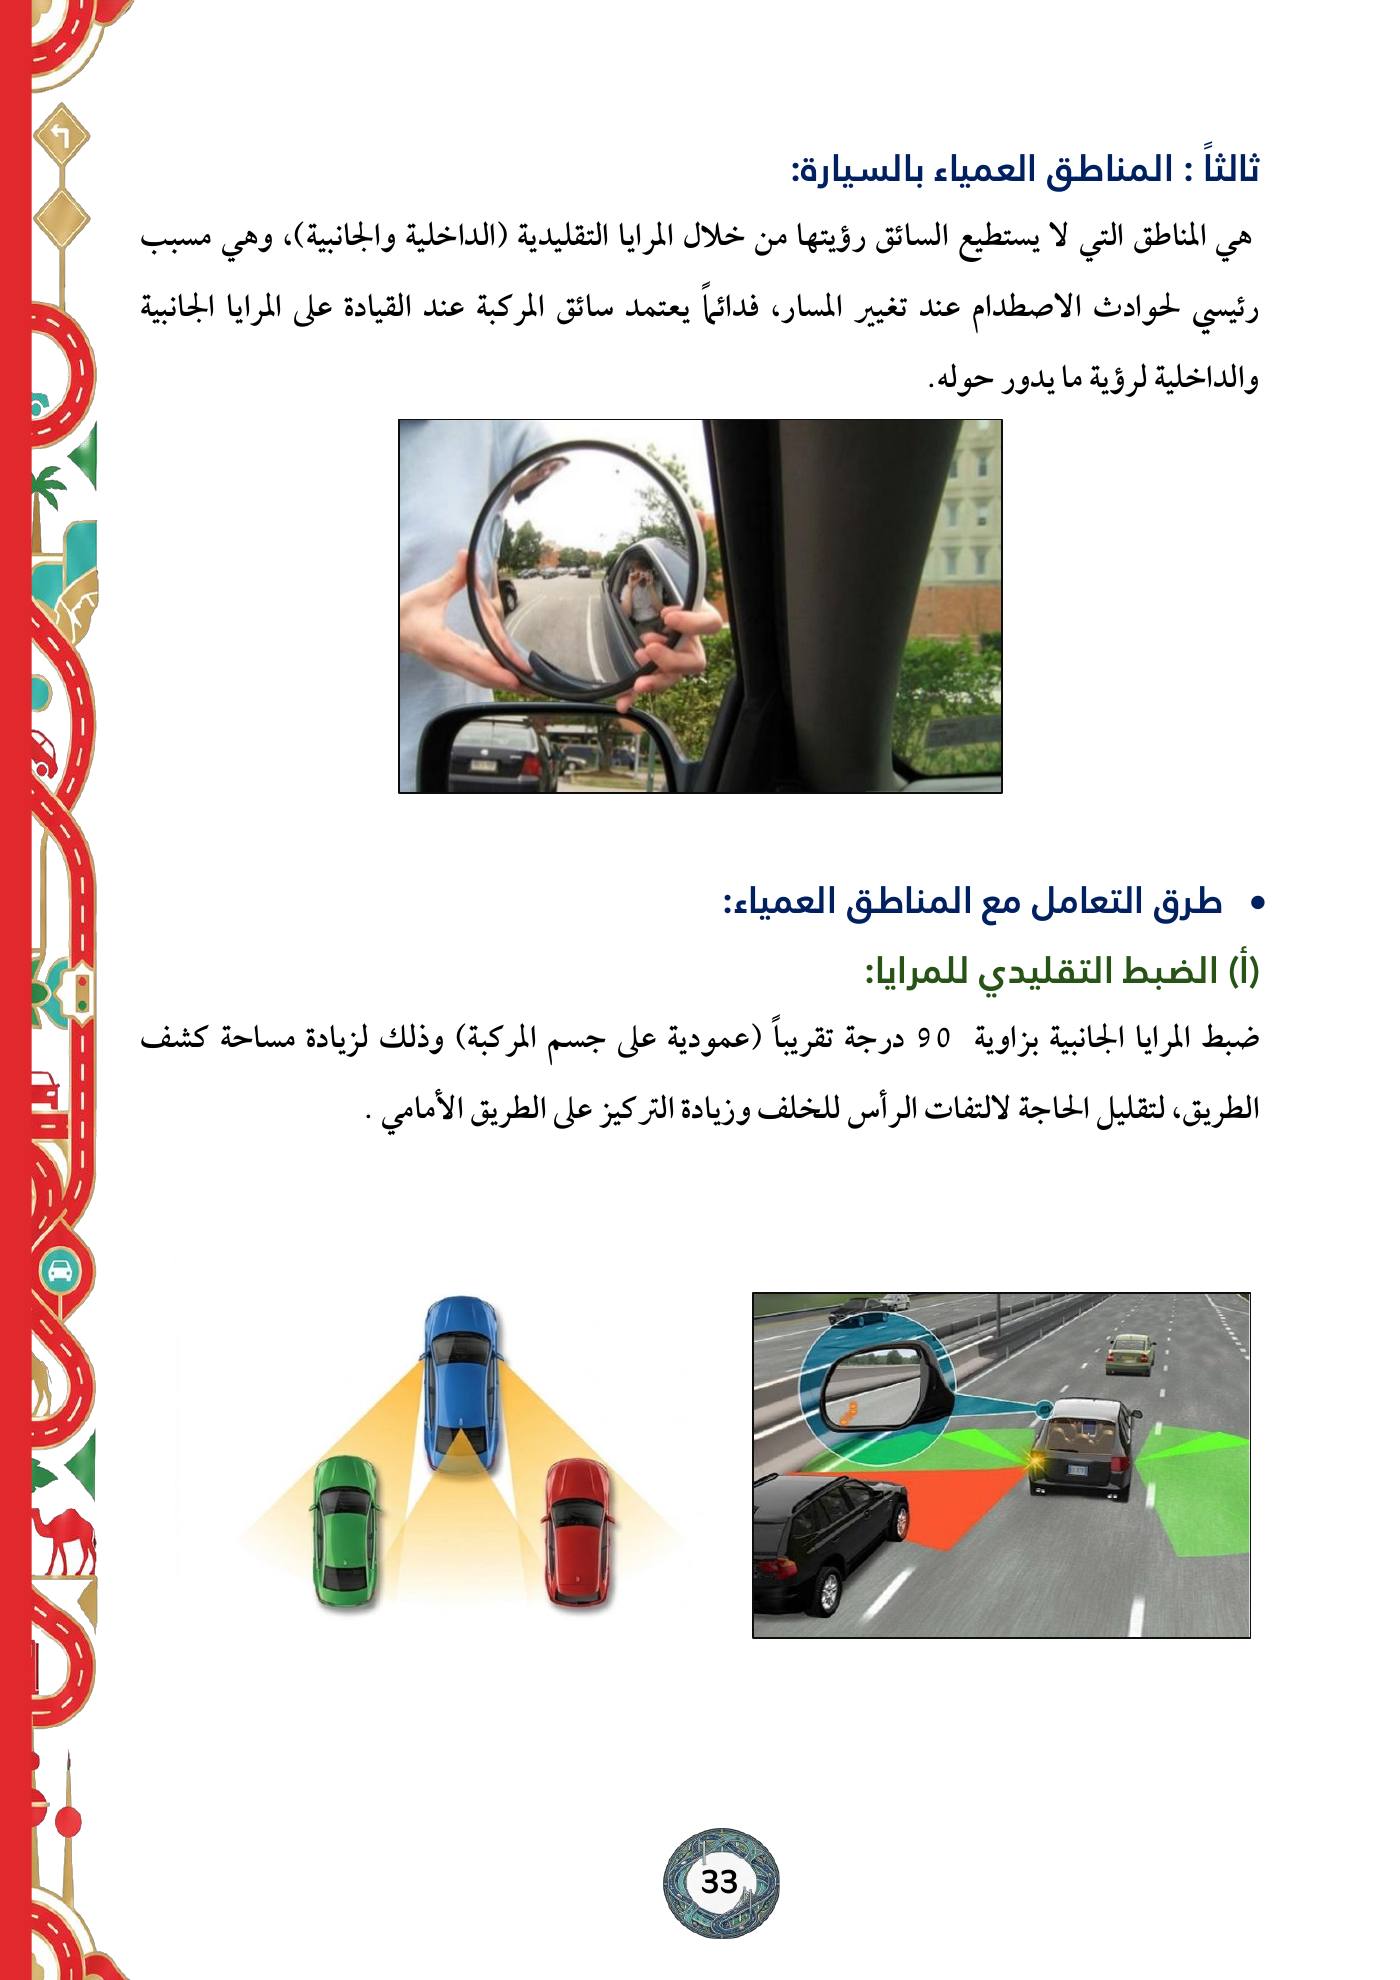 ثالثاً : المناطق العمياء بالسيارة:
هي المناطق التي لا يستطيع السائق رؤيتها من خلال المرايا التقليدية (الداخلية والجانبية)، وهي مسبب
رئيسي لحوادث الاصطدام عند تغيير المسار، فدائماً يعتمد سائق المركبة عند القيادة على المرايا الجانبية
والداخلية لرؤية ما يدور حوله.
• طرق التعامل مع المناطق العمياء:
(أ) الضبط التقليدي للمرايا:
ضبط المرايا الجانبية بزاوية 90 درجة تقريباً (عمودية على جسم المركبة) وذلك لزيادة مساحة كشف
الطريق، لتقليل الحاجة لالتفات الرأس للخلف وزيادة التركيز على الطريق الأمامي .
33